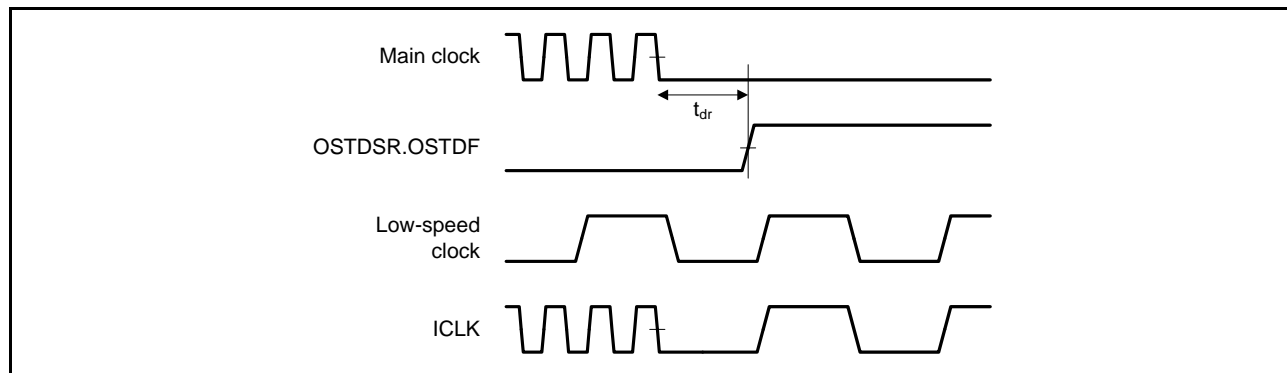 Main clock
tdr
OSTDSR.OSTDF
Low-speed
clock
ICLK